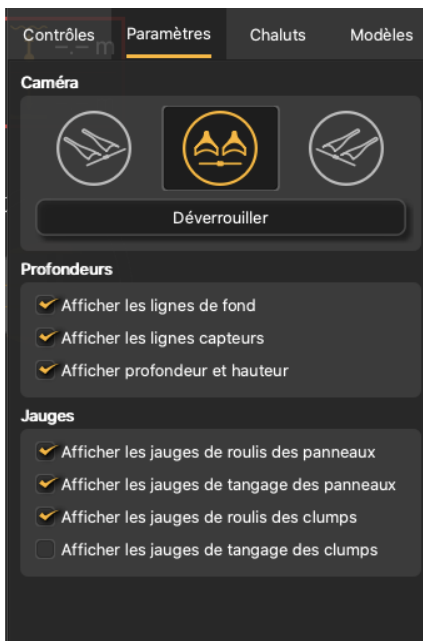 Contrôles Paramètres Chaluts Modèles
-.- m
Caméra
Déverrouiller
Profondeurs
Afficher les lignes de fond
Afficher les lignes capteurs
Afficher profondeur et hauteur
Jauges
Afficher les jauges de roulis des panneaux
Afficher les jauges de tangage des panneaux
Afficher les jauges de roulis des clumps
Afficher les jauges de tangage des clumps